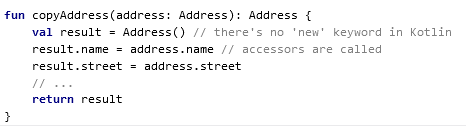 fun copyAddress(address: Address): Address {
    val result = Address() // there's no 'new' keyword in Kotlin
    result.name = address.name // accessors are called
    result.street = address.street
    // ...
    return result
}